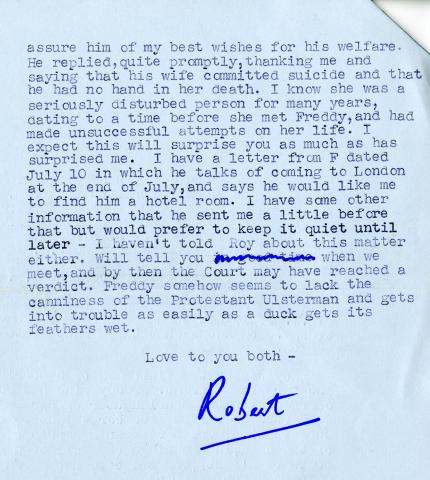 assure him of my best wishes for his welfare.
He replied,quite promptly,thanking me and
saying that his wife committed suicide and that
he had no hand in her death. I know she was a
seriously disturbed person for many years,
dating to a time before she met Freddy,and had
made unsuccessful attempts on her life. I
expect this will surprise you as much as has
surprised me.  I have a letter from F dated
July 10 in which he talks of coming to London
at the end of July,and says he would like me
to find him a hotel room. I have some other
information that he sent me a little before
that but would prefer to keep it quiet until
later - I haven't told Roy about this matter
either. Will tell you when we
meet,and by then the Court may have reached a
verdict. Freddy somehow seems to lack the
canniness of the Protestant Ulsterman and gets
into trouble as easily as a duck gets its
feathers wet.
Love to you both -
Robert